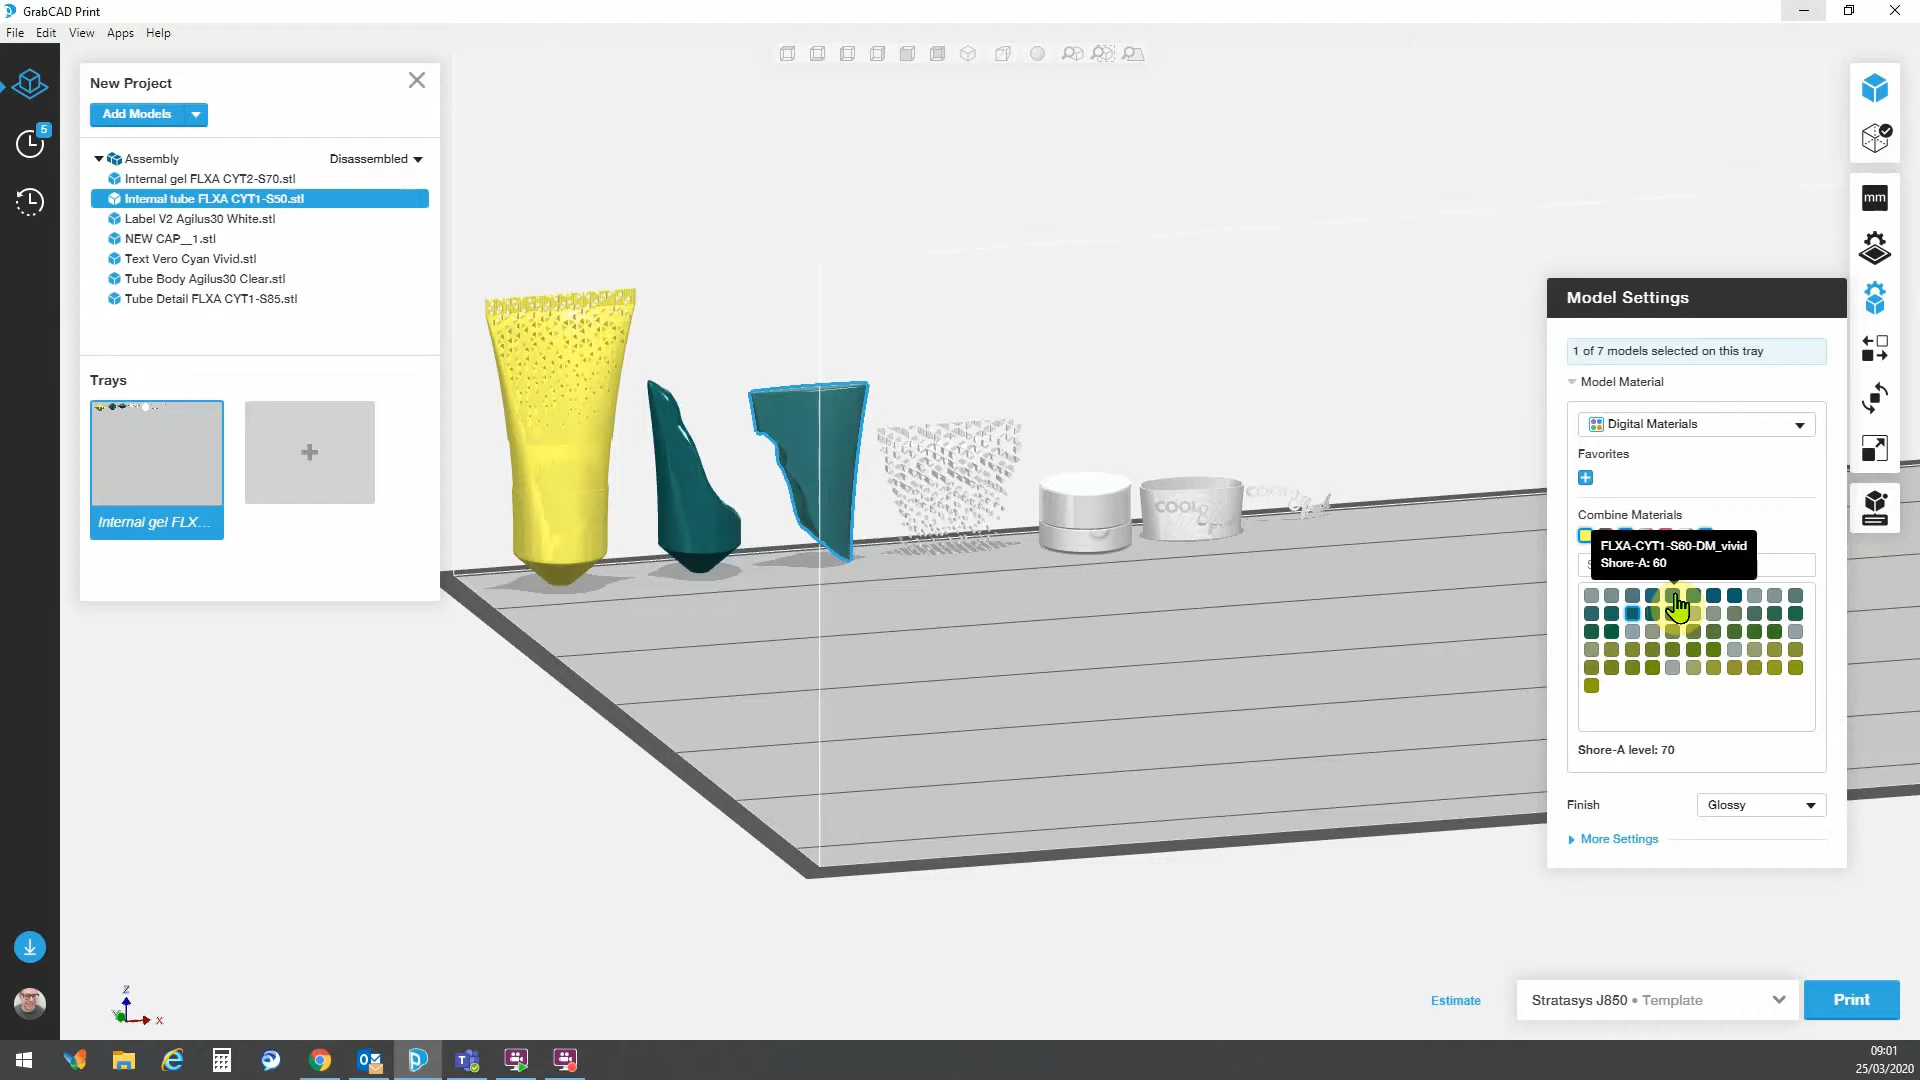 GrabCAD Print
File Edit View Apps Help
New Project
Add Models
5
Assembly
Disassembled
Internal gel FLXA CYT2-S70.stl
Internal tube FLXA CYT1-S50.stl
Label V2 Agilus30 White.stl
NEW CAP__1.stl
Text Vero Cyan Vivid.stl
Tube Body Agilus30 Clear.stl
Tube Detail FLXA CYT1-S85.stl
Trays
Internal gel FLX...
COOL
mm
Model Settings
1 of 7 models selected on this tray
Model Material
Digital Materials
Favorites
Combine Materials
FLXA-CYT1-S60-DM_vivid
Shore-A: 60
Shore-A level: 70
Finish
Glossy
More Settings
Z
X
Estimate
Stratasys J850 • Template
Print
09:01
25/03/2020